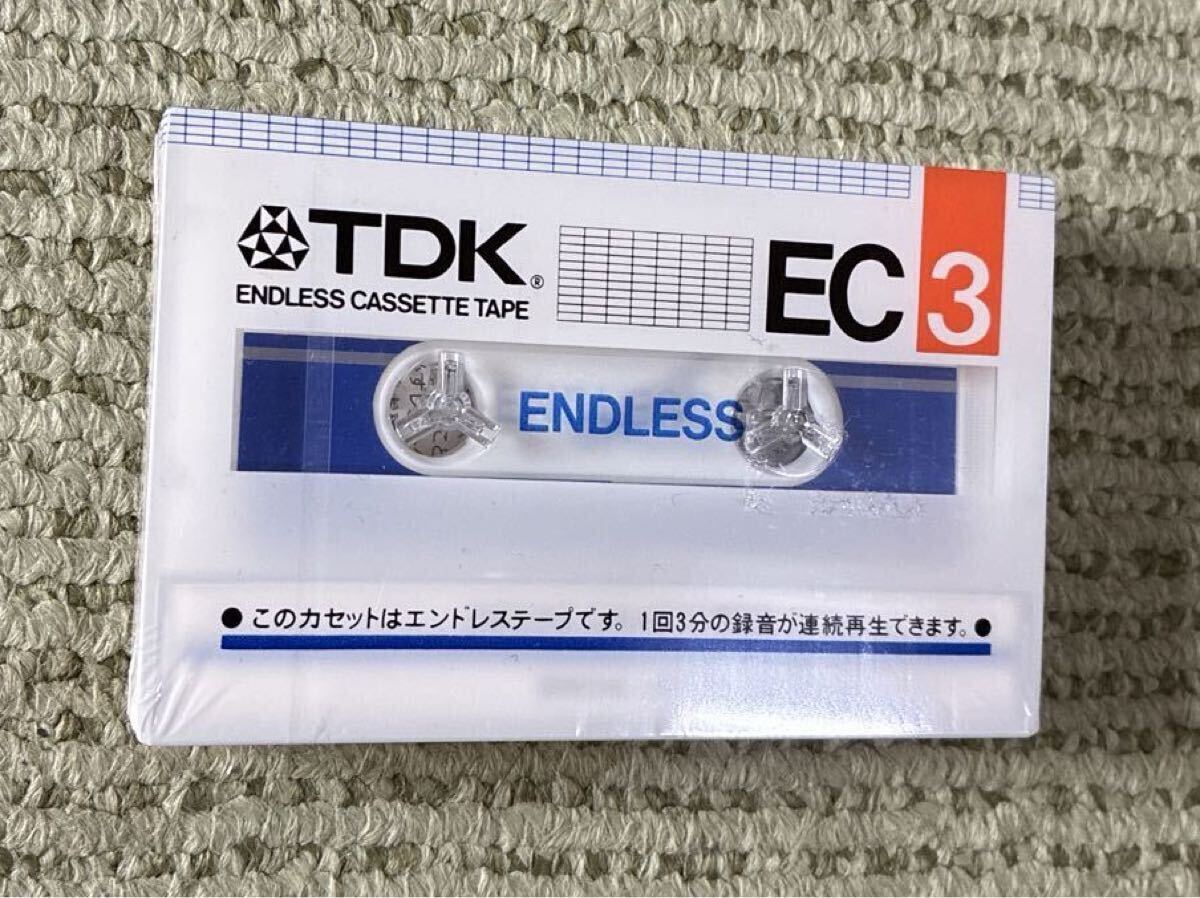 TDK®
ENDLESS CASSETTE TAPE
EC 3
ENDLESS
●このカセットはエンドレステープです。1回3分の録音が連続再生できます。●